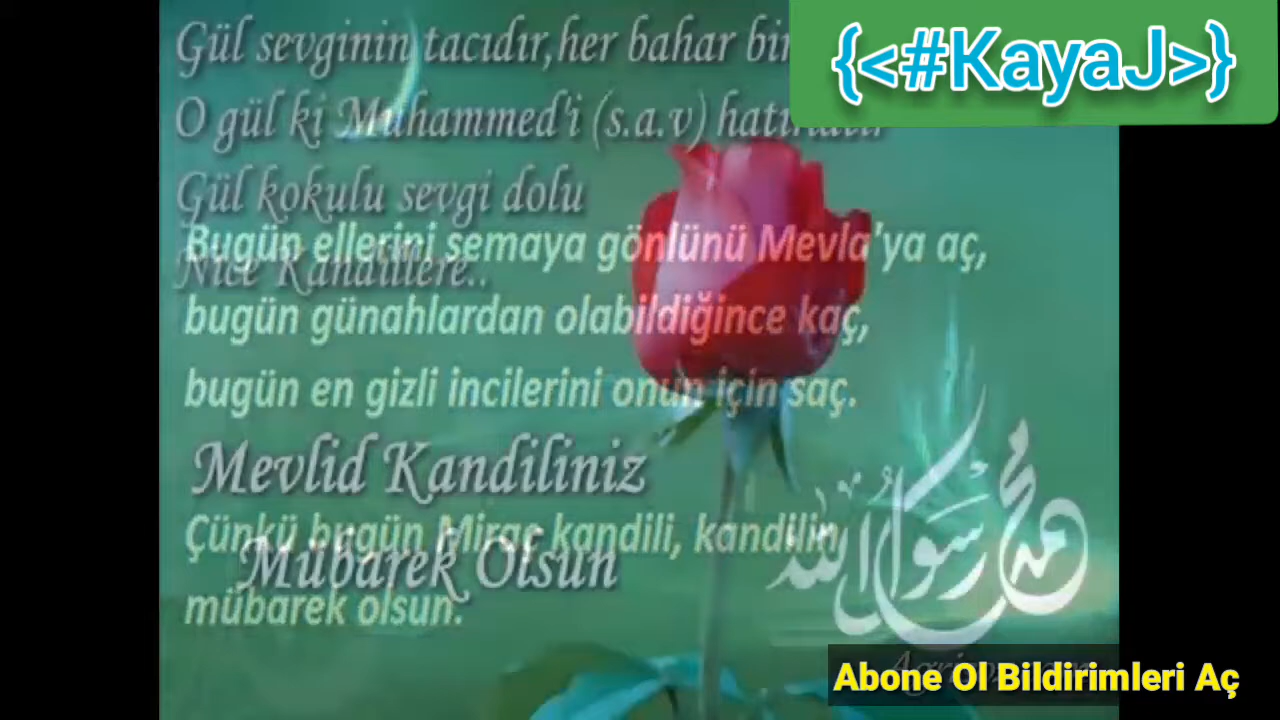 Gül sevginin tacıdır,her bahar bir
{<#KayaJ>}
O gül ki Muhammed'i (s.a.v)
Gül kokulu sevgi dolu
Nice Kandillere..
Bugün ellerini semaya gönlünü Mevla'ya aç,
bugün günahlardan olabildiğince kaç,
bugün en gizli incilerini onun için saç.
Mevlid Kandiliniz
Mübarek Olsun
Çünkü bugün Miraç kandili, kandilin
mübarek olsun.
محمد رسول الله
Abone Ol Bildirimleri Aç